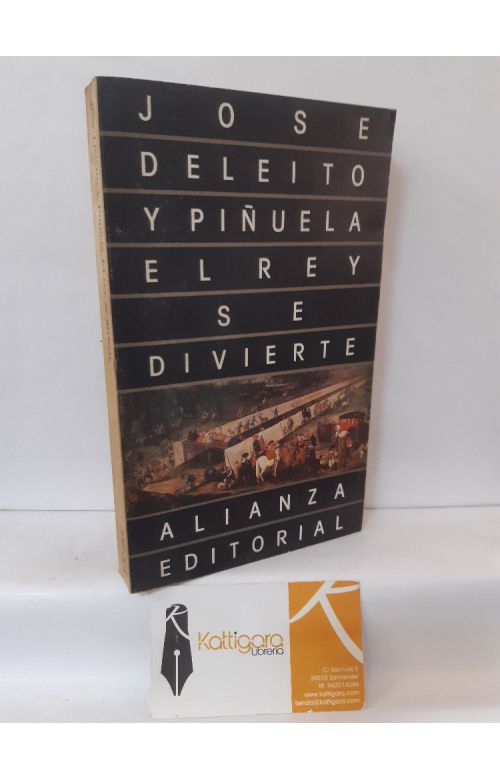 JOSE
DELEITO
Y PIÑUELA
EL REY
SE
DIVIERTE
ALIANZA
EDITORIAL
Kattigara
Librería
C/ San Luis 5
39010 Santander
www.kattigara.com
tienda@kattigara.com